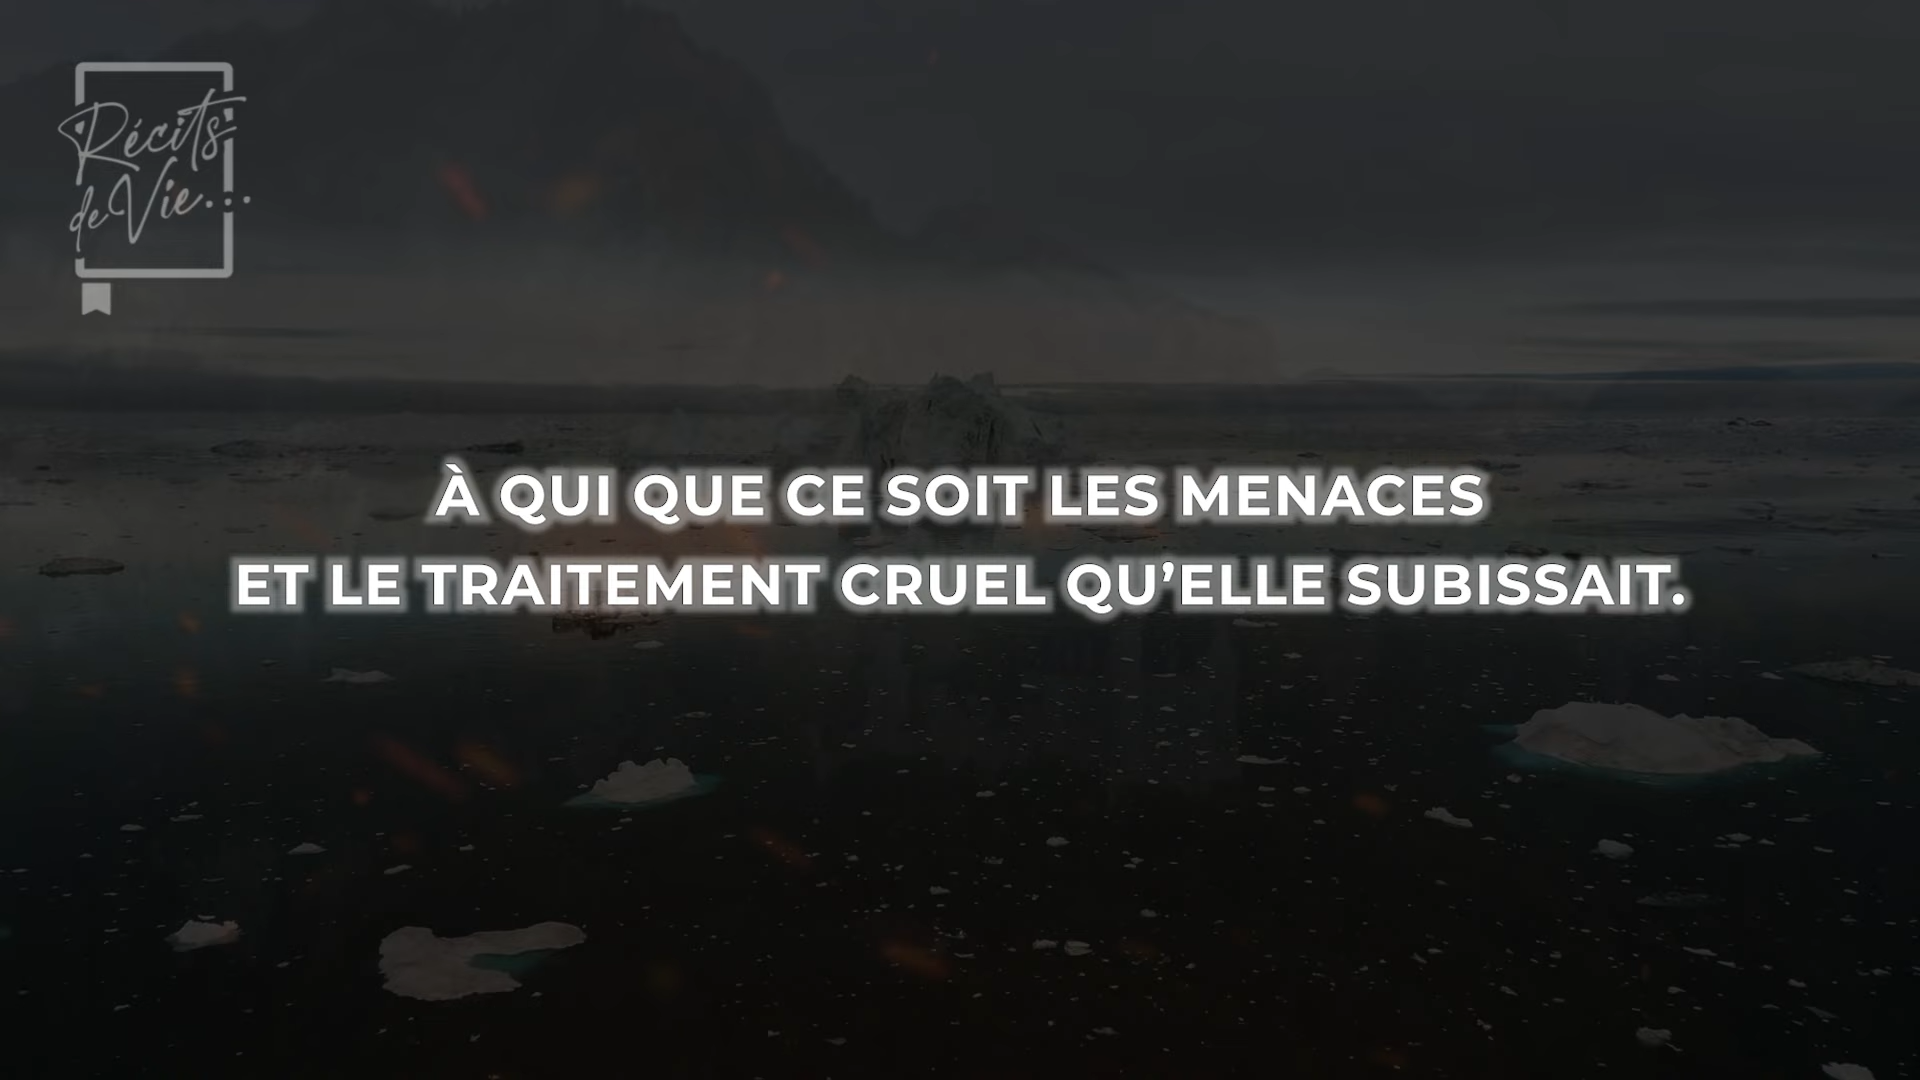 Récits
de Vie...
À QUI QUE CE SOIT LES MENACES
ET LE TRAITEMENT CRUEL QU’ELLE SUBISSAIT.